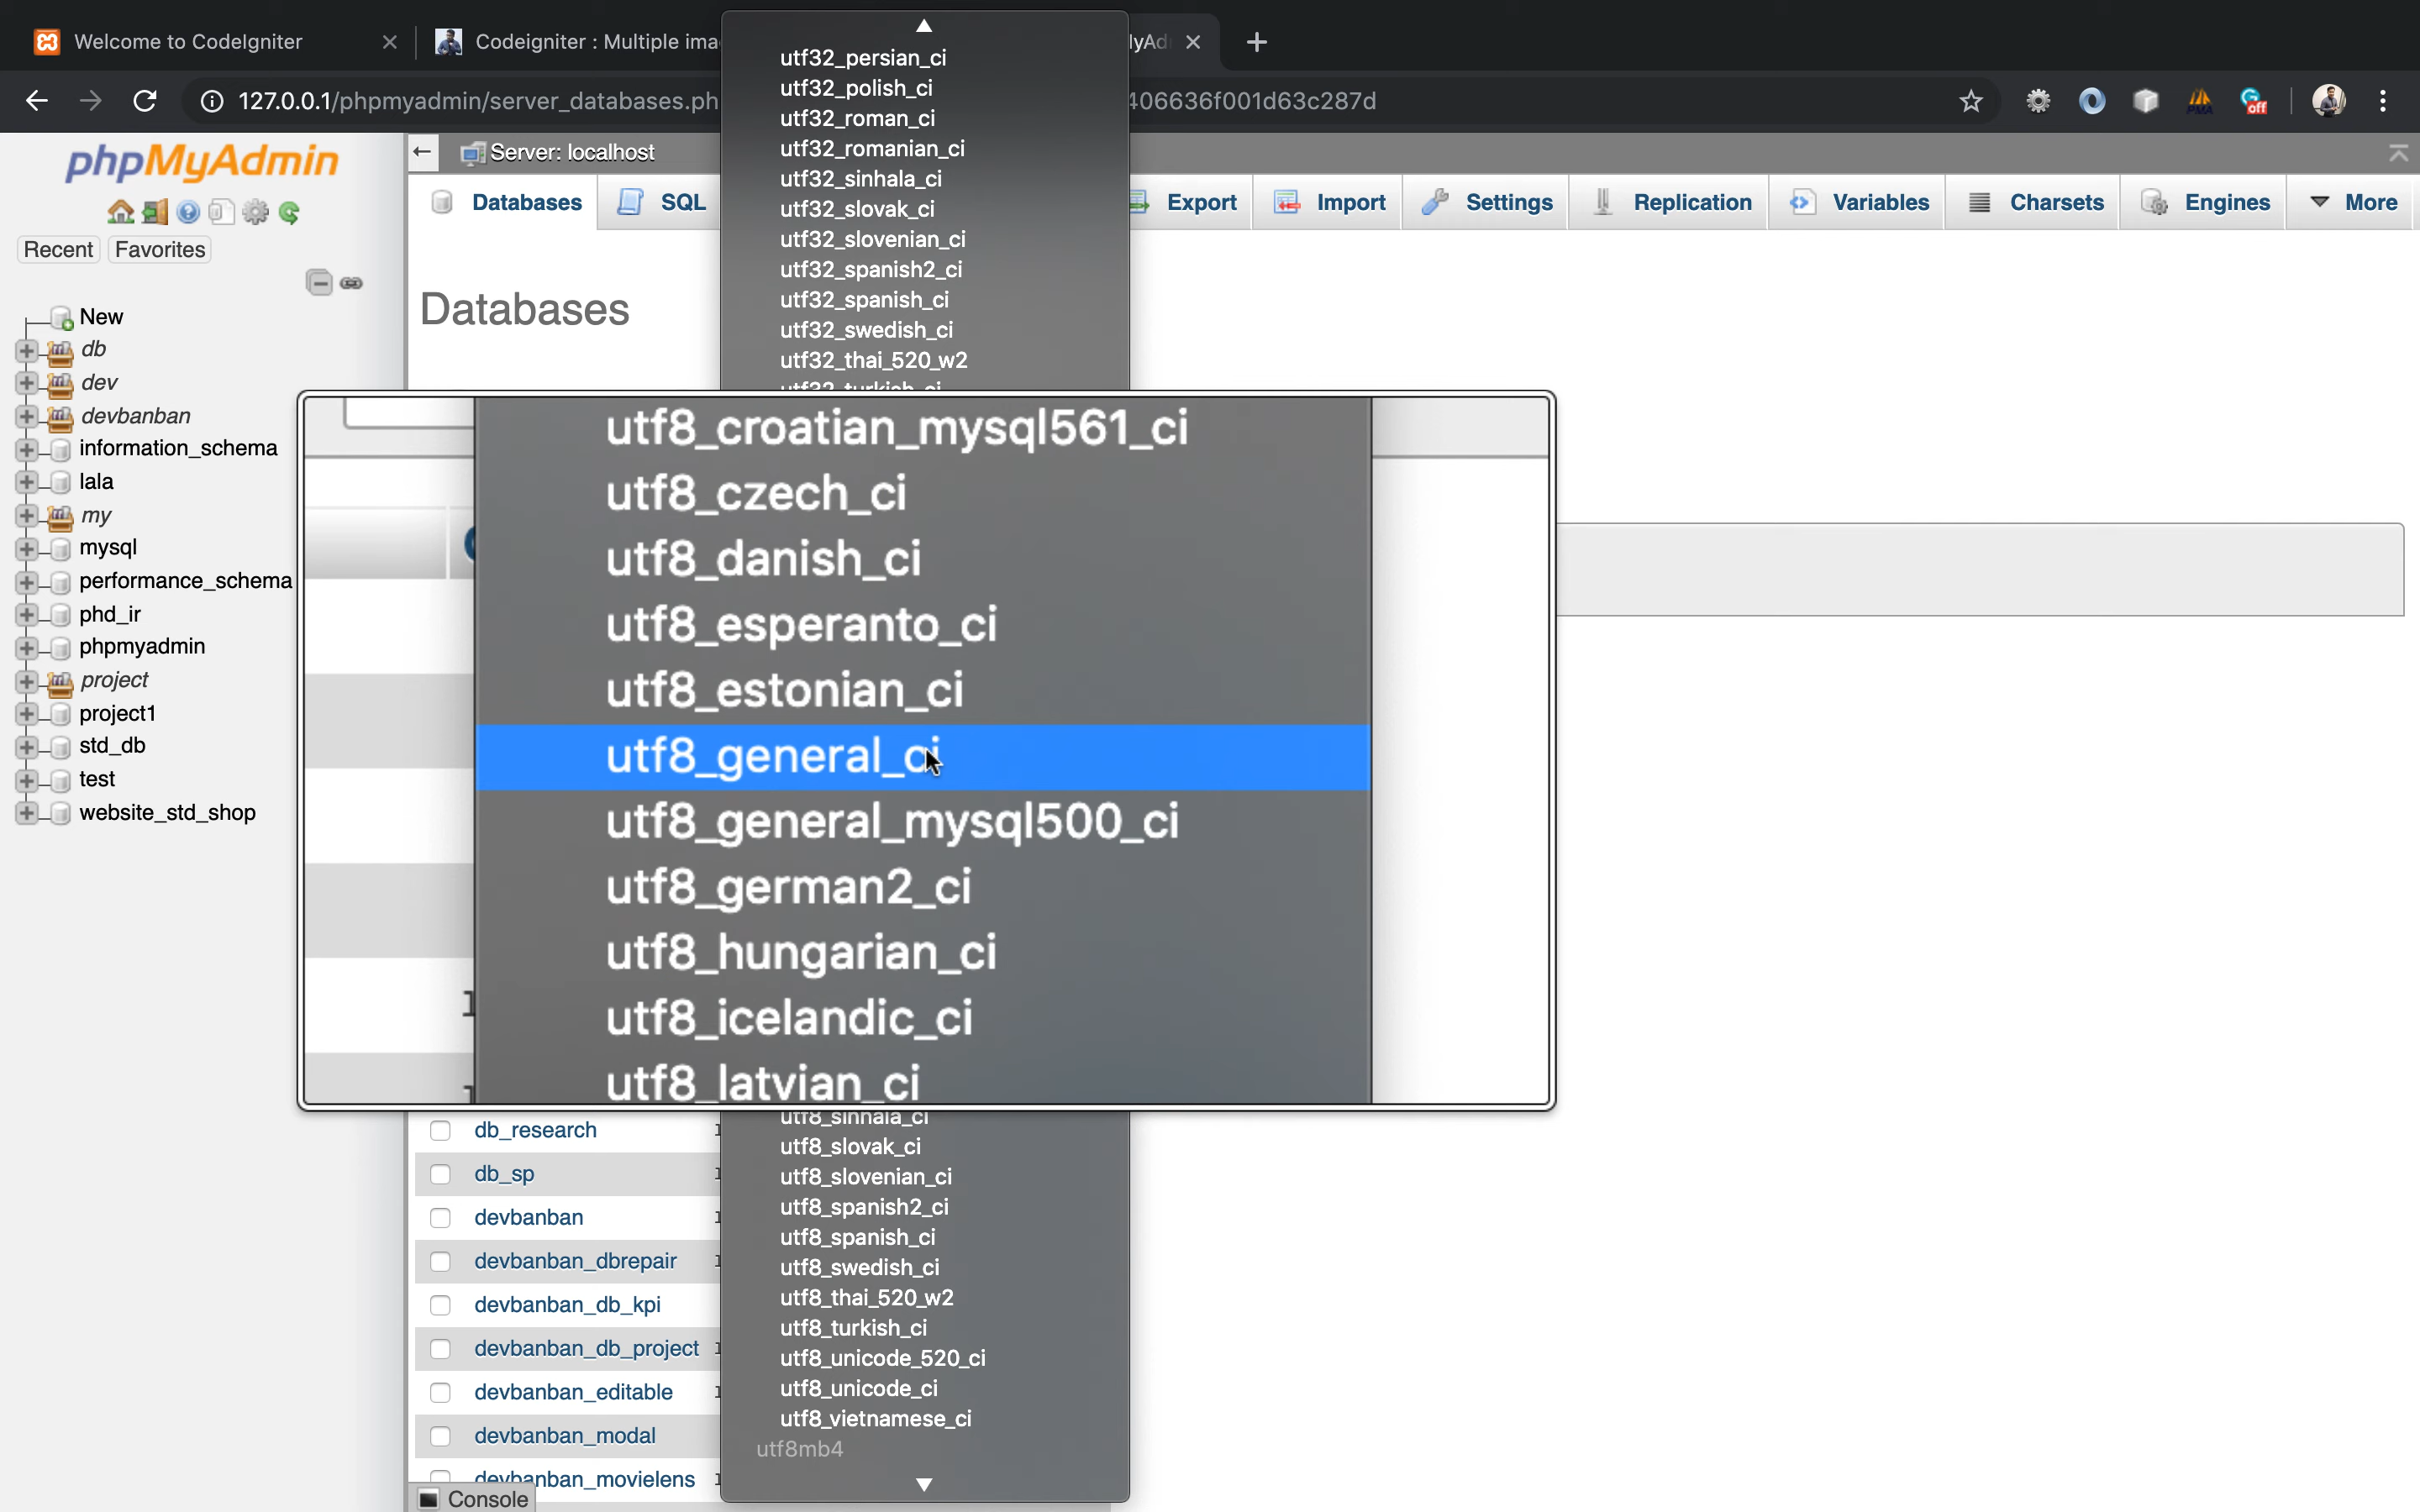 Welcome to CodeIgniter
Codeigniter : Multiple ima
lyAd
127.0.0.1/phpmyadmin/server_databases.ph
406636f001d63c287d
off
PMA
phpMyAdmin
Recent
Favorites
New
db
dev
devbanban
information_schema
lala
my
mysql
performance_schema
phd_ir
phpmyadmin
project
project1
std_db
test
website_std_shop
Server: localhost
Databases
SQL
Export
Import
Settings
Replication
Variables
Charsets
Engines
More
Databases
utf32_persian_ci
utf32_polish_ci
utf32_roman_ci
utf32_romanian_ci
utf32_sinhala_ci
utf32_slovak_ci
utf32_slovenian_ci
utf32_spanish2_ci
utf32_spanish_ci
utf32_swedish_ci
utf32_thai_520_w2
utf32_turkish_ci
utf8_croatian_mysql561_ci
utf8_czech_ci
utf8_danish_ci
utf8_esperanto_ci
utf8_estonian_ci
utf8_general_ci
utf8_general_mysql500_ci
utf8_german2_ci
utf8_hungarian_ci
utf8_icelandic_ci
utf8_latvian_ci
utf8_sinhala_ci
utf8_slovak_ci
utf8_slovenian_ci
utf8_spanish2_ci
utf8_spanish_ci
utf8_swedish_ci
utf8_thai_520_w2
utf8_turkish_ci
utf8_unicode_520_ci
utf8_unicode_ci
utf8_vietnamese_ci
utf8mb4
db_research
db_sp
devbanban
devbanban_dbrepair
devbanban_db_kpi
devbanban_db_project
devbanban_editable
devbanban_modal
devbanban_movielens
Console